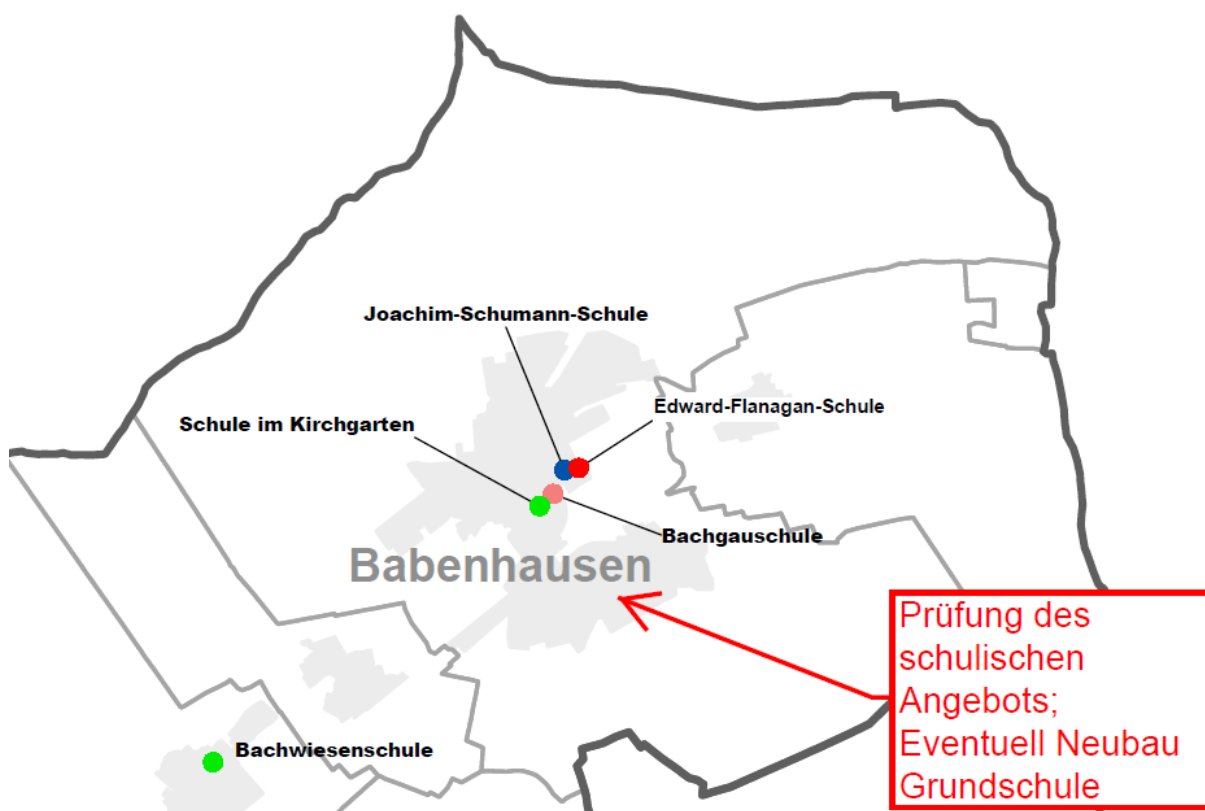 Joachim-Schumann-Schule
Edward-Flanagan-Schule
Schule im Kirchgarten
Bachgauschule
Babenhausen
Prüfung des
schulischen
Angebots;
Eventuell Neubau
Grundschule
Bachwiesenschule